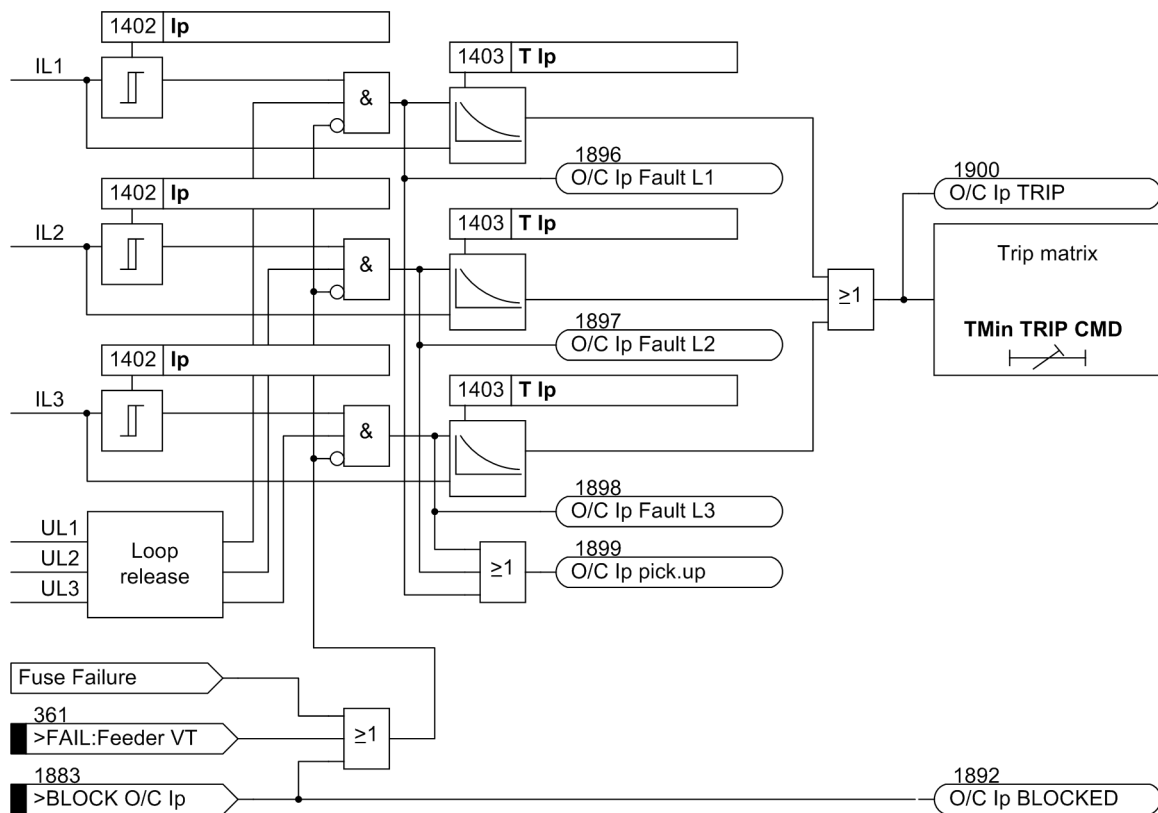 1402 Ip
IL1
&
1403 T Ip
1896
O/C Ip Fault L1
1900
O/C Ip TRIP
1402 Ip
IL2
&
1403 T Ip
1897
O/C Ip Fault L2
≥1
Trip matrix
TMin TRIP CMD
1402 Ip
IL3
&
1403 T Ip
1898
O/C Ip Fault L3
UL1
UL2
UL3
Loop
release
≥1
1899
O/C Ip pick.up
Fuse Failure
361
>FAIL:Feeder VT
≥1
1883
>BLOCK O/C Ip
1892
O/C Ip BLOCKED